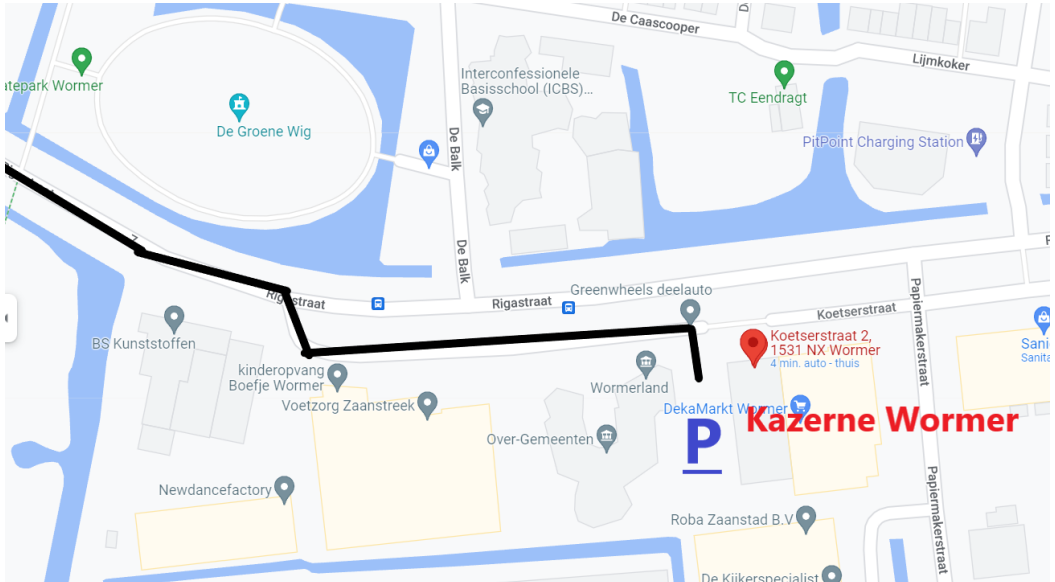 De Caascooper
D.
Lijmkoker
atepark Wormer
Interconfessionele
Basisschool (ICBS)...
TC Eendragt
De Groene Wig
De Balk
PitPoint Charging Station
De Balk
Z
Greenwheels deelauto
Rigastraat
Rigastraat
Koetserstraat
Papiermakerstraat
BS Kunststoffen
Koetserstraat 2,
1531 NX Wormer
4 min. auto - thuis
Sani
Sanita
kinderopvang
Boefje Wormer
Wormerland
Voetzorg Zaanstreek
DekaMarkt Wormer
Kazerne Wormer
P
Over-Gemeenten
Newdancefactory
Papiermakerstraat
Roba Zaanstad B.V
De Kijkerspecialist